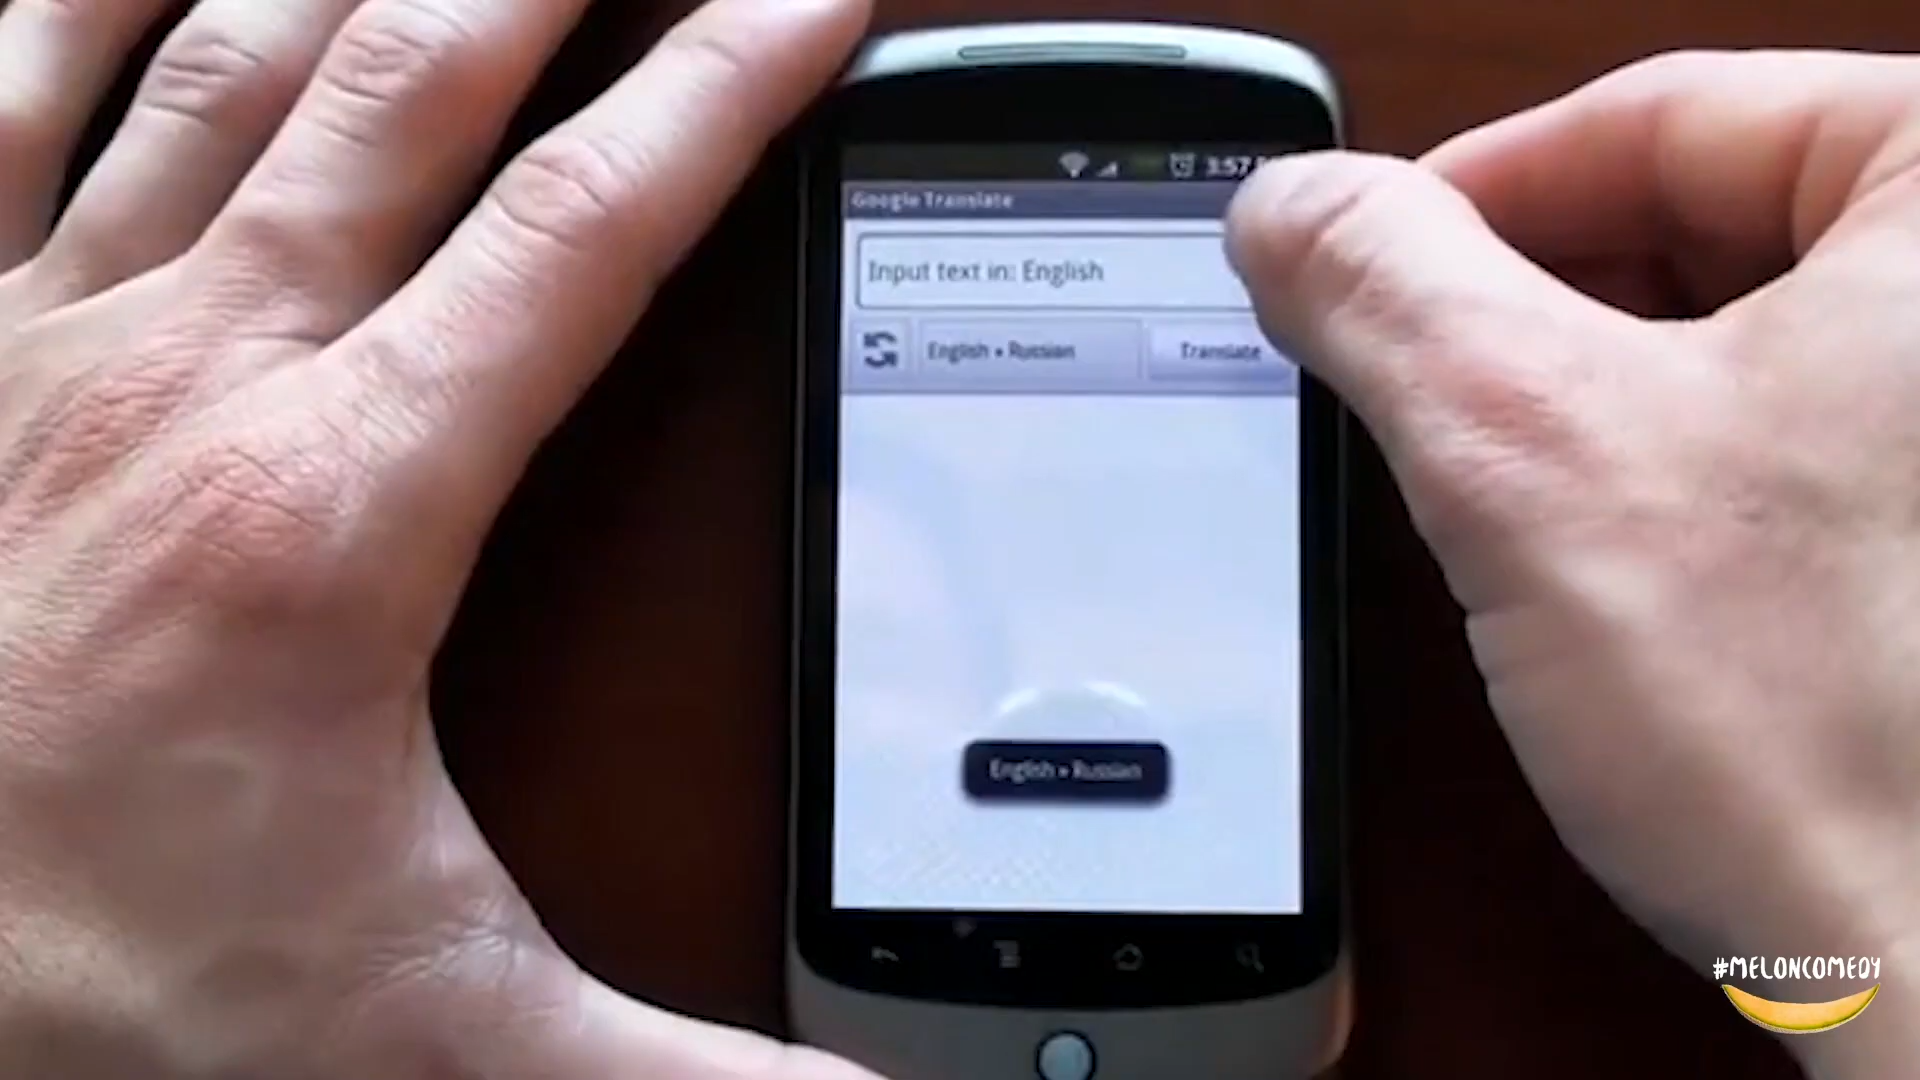 3:57
Google Translate
Input text in: English
English • Russian
Translate
English • Russian
#MELONCOMEDY